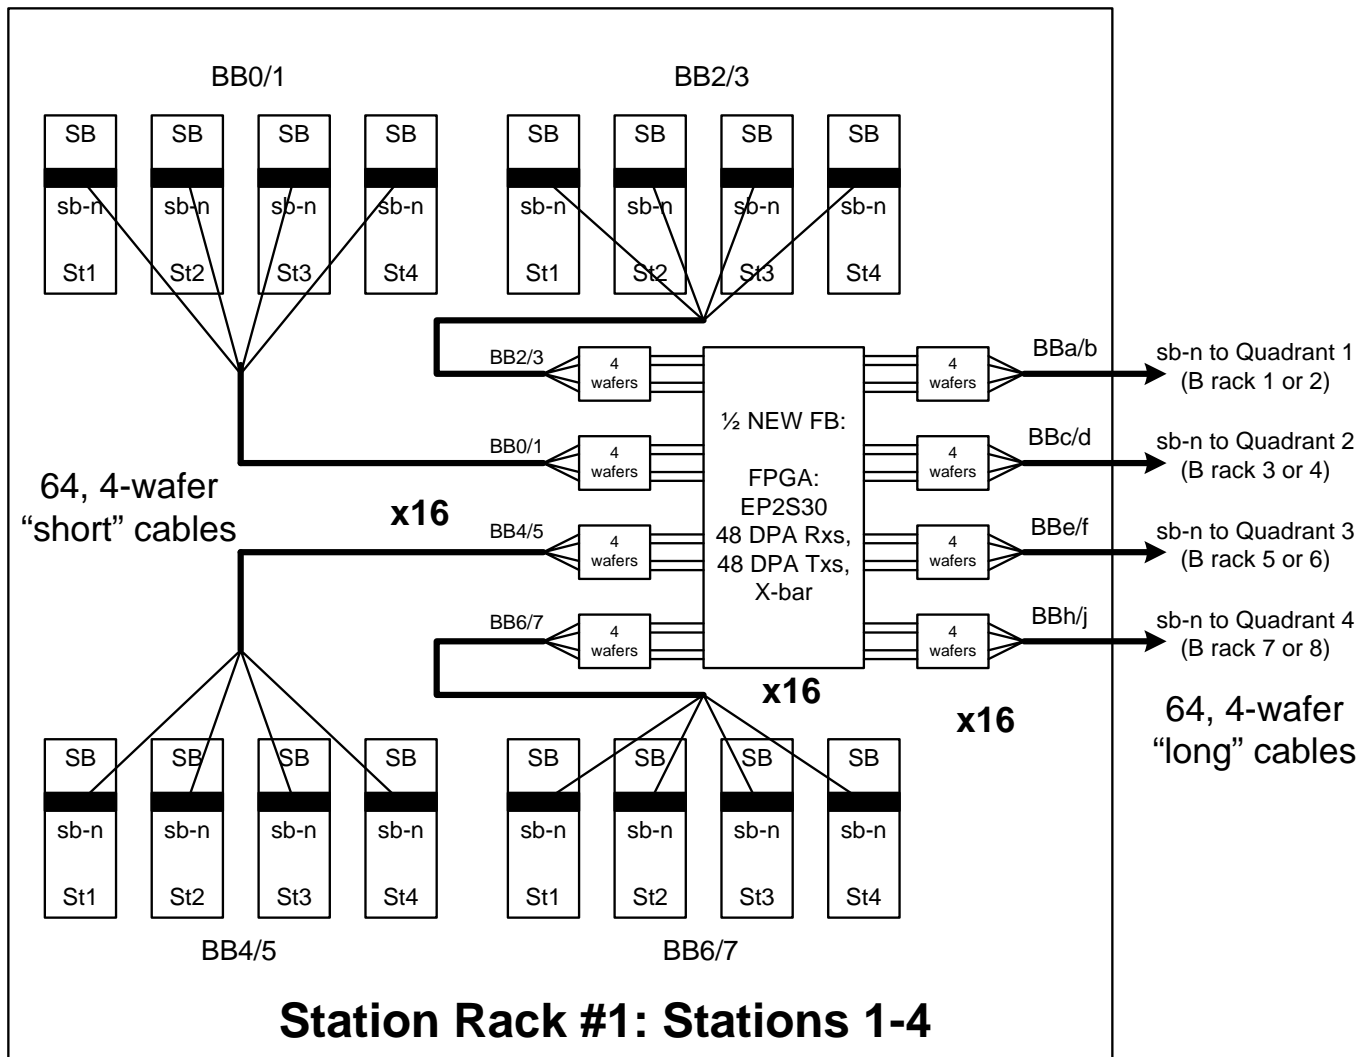 BB0/1
BB2/3
SB SB SB SB SB SB SB SB
sb-n sb-n sb-n sb-n sb-n sb-n sb-n sb-n
St1 St2 St3 St4 St1 St2 St3 St4
BB2/3
4
wafers
4
wafers
BBa/b
sb-n to Quadrant 1
(B rack 1 or 2)
½ NEW FB:
BB0/1
4
wafers
4
wafers
BBc/d
sb-n to Quadrant 2
(B rack 3 or 4)
64, 4-wafer
“short” cables
x16
FPGA:
EP2S30
48 DPA Rxs,
48 DPA Txs,
X-bar
BB4/5
4
wafers
4
wafers
BBe/f
sb-n to Quadrant 3
(B rack 5 or 6)
BB6/7
4
wafers
4
wafers
BBh/j
sb-n to Quadrant 4
(B rack 7 or 8)
x16
x16
64, 4-wafer
“long” cables
SB SB SB SB SB SB SB SB
sb-n sb-n sb-n sb-n sb-n sb-n sb-n sb-n
St1 St2 St3 St4 St1 St2 St3 St4
BB4/5
BB6/7
Station Rack #1: Stations 1-4